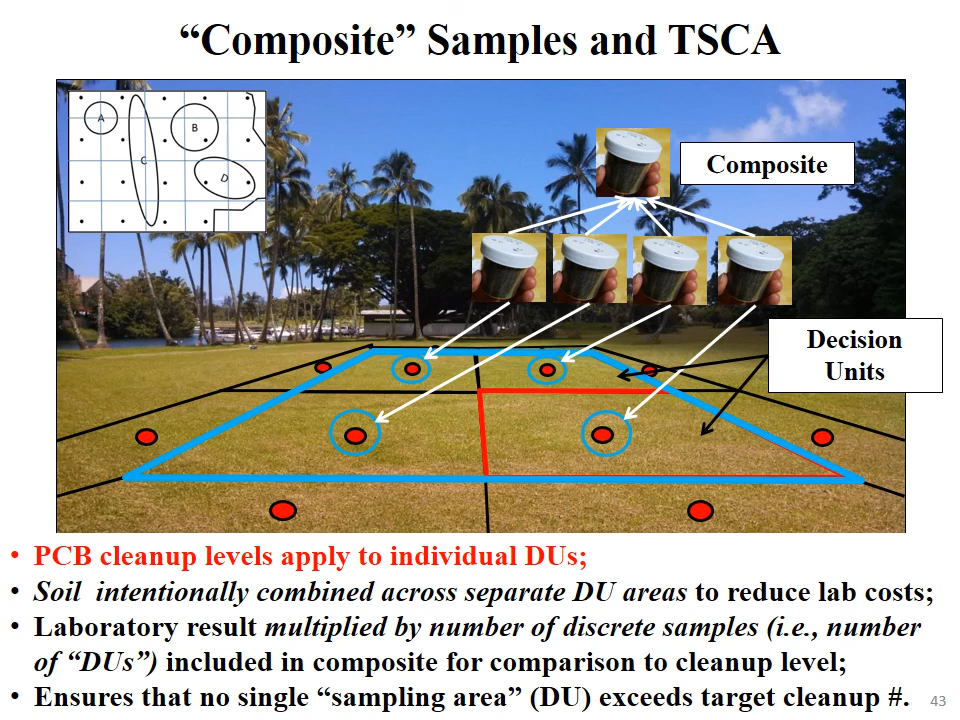 “Composite” Samples and TSCA
A
B
C
D
Composite
Decision
Units
• PCB cleanup levels apply to individual DUs;
• Soil intentionally combined across separate DU areas to reduce lab costs;
• Laboratory result multiplied by number of discrete samples (i.e., number
of “DUs”) included in composite for comparison to cleanup level;
• Ensures that no single “sampling area” (DU) exceeds target cleanup #.
43